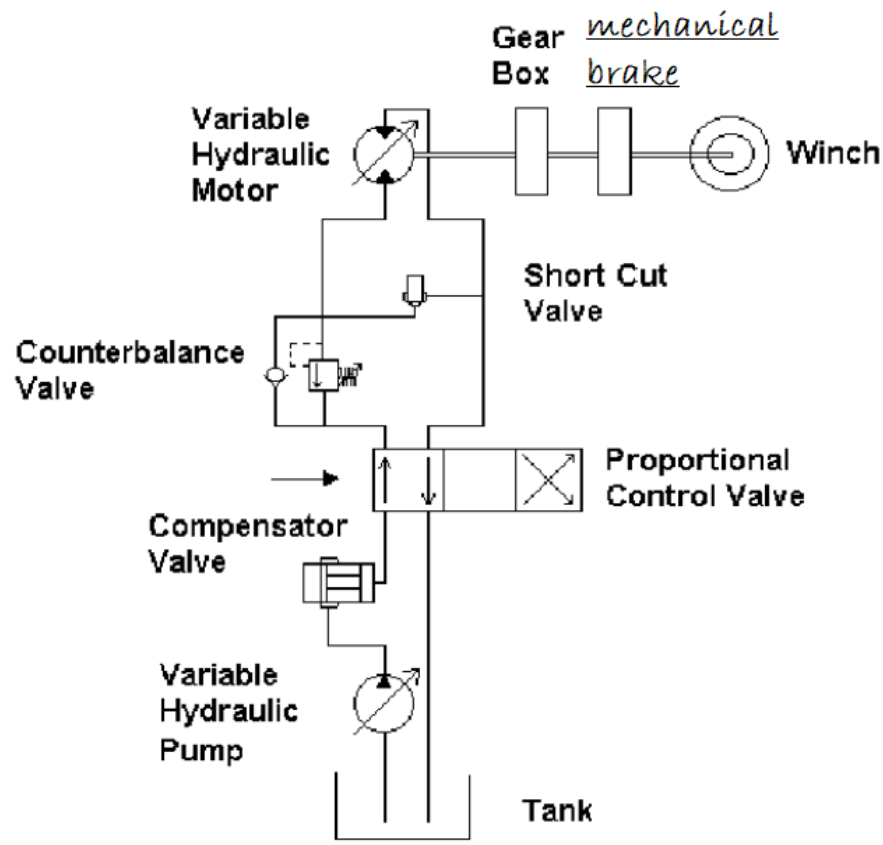 Gear
Box
mechanical
brake
Variable
Hydraulic
Motor
Winch
Short Cut
Valve
Counterbalance
Valve
Proportional
Control Valve
Compensator
Valve
Variable
Hydraulic
Pump
Tank